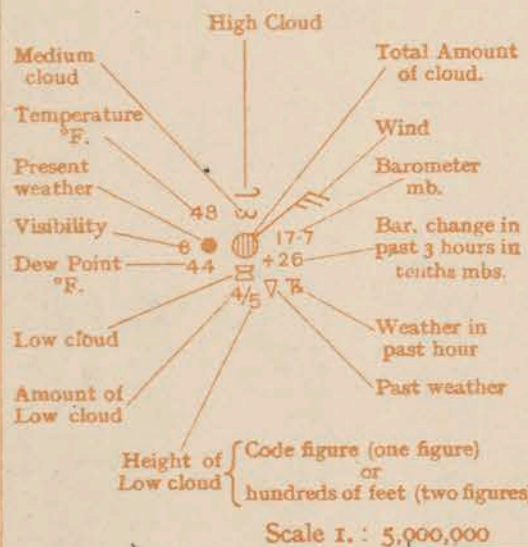 High Cloud
Medium
cloud
Total Amount
of cloud.
Temperature
°F.
Wind
Present
weather
Barometer
mb.
48
Visibility
6
17·7
Bar. change in
past 3 hours in
tenths mbs.
Dew Point
°F.
44
+26
4/5
Low cloud
Weather in
past hour
Amount of
Low cloud
Past weather
Height of
Low cloud
Code figure (one figure)
or
hundreds of feet (two figures)
Scale 1. : 5,000,000